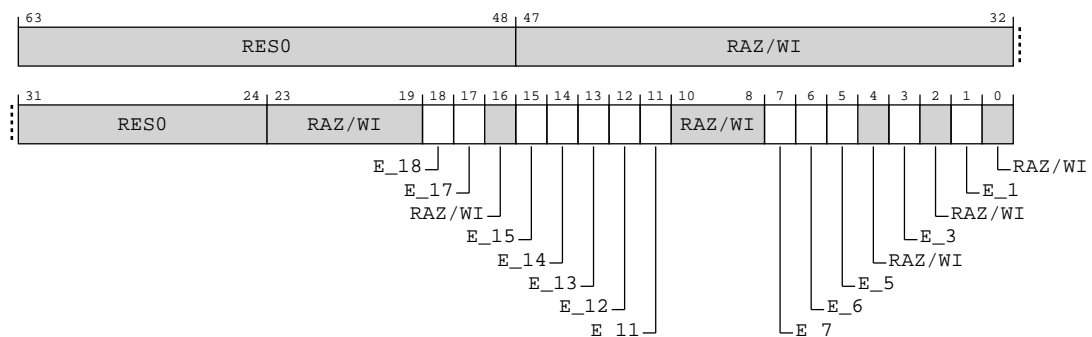 63 48 47 32
RES0 RAZ/WI
31 24 23 19 18 17 16 15 14 13 12 11 10 8 7 6 5 4 3 2 1 0
RES0 RAZ/WI RAZ/WI
E_18 RAZ/WI
E_17 E_1
RAZ/WI RAZ/WI
E_15 E_3
E_14 RAZ/WI
E_13 E_5
E_12 E_6
E 11 E 7